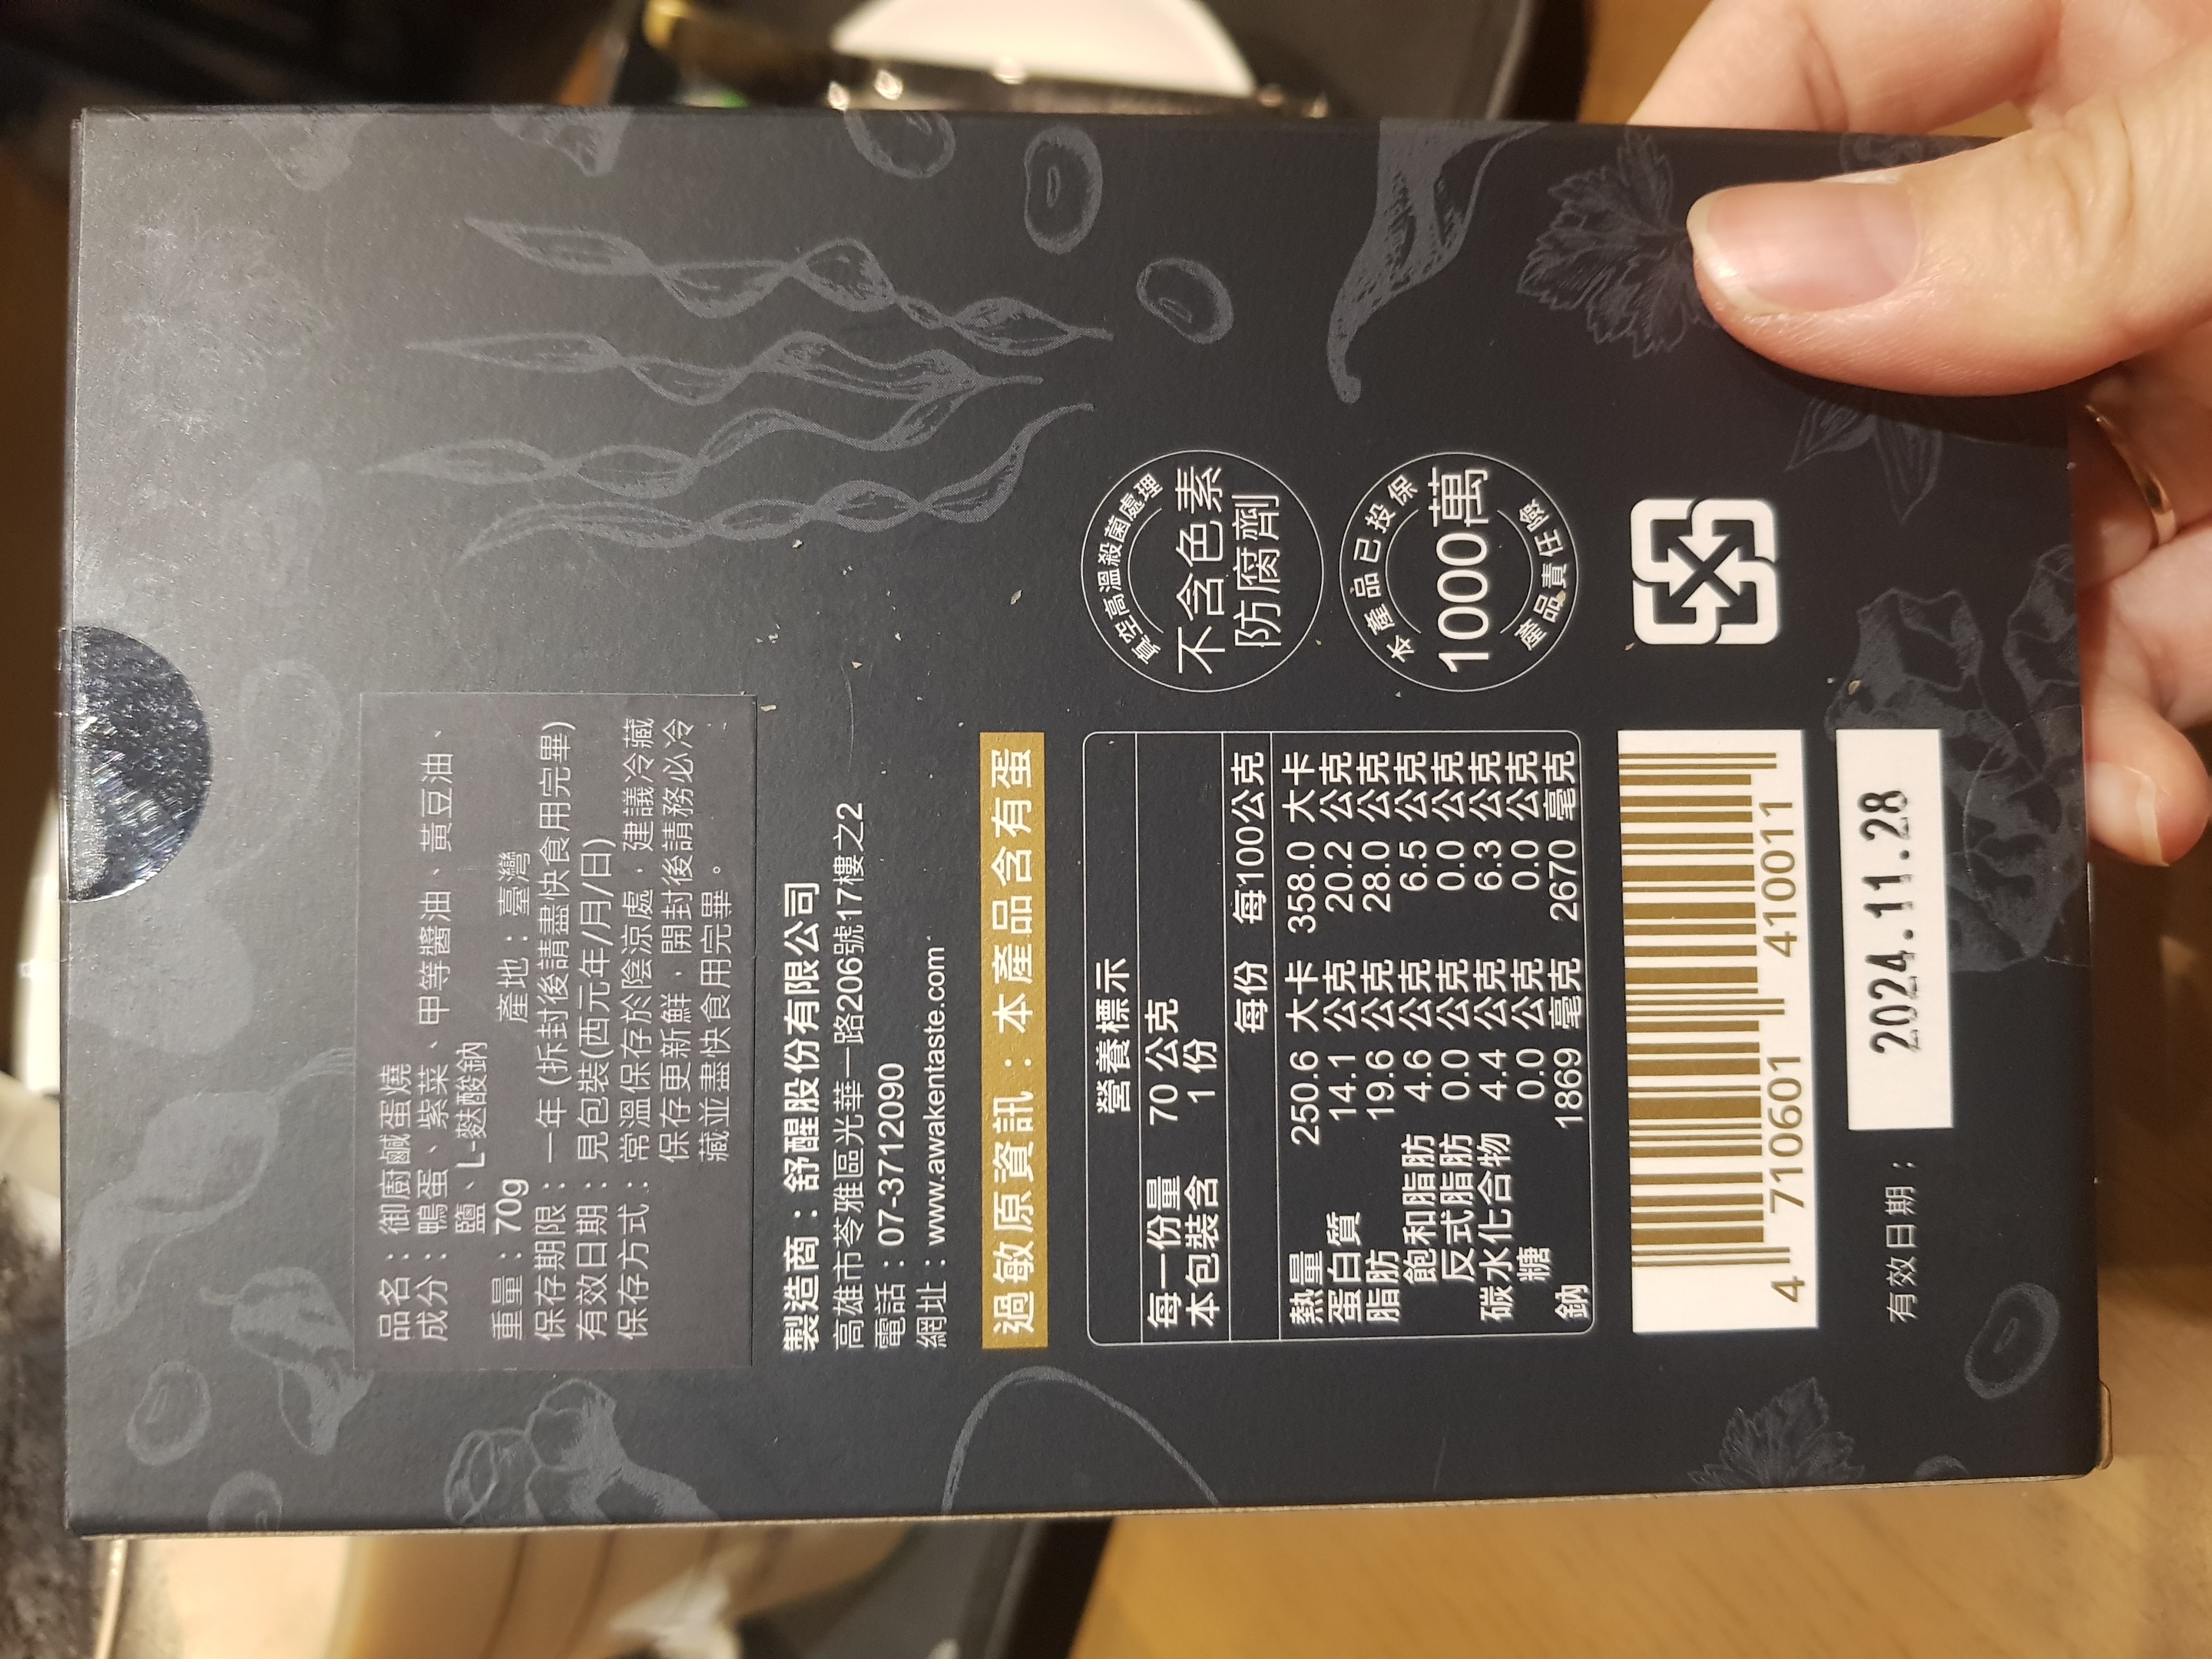 品名：御廚鹹蛋燒
成分：鴨蛋、紫菜、甲等醬油、黃豆油、
鹽、L-麩酸鈉
重量：70g 產地：臺灣
保存期限：一年 (拆封後請盡快食用完畢)
有效日期：見包裝(西元年/月/日)
保存方式：常溫保存於陰涼處，建議冷藏
保存更新鮮，開封後請務必冷
藏並盡快食用完畢。
製造商：舒醒股份有限公司
高雄市苓雅區光華一路206號17樓之2
電話：07-3712090
網址：www.awakentaste.com
過敏原資訊：本產品含有蛋
營養標示
每一份量 70 公克
本包裝含 1 份
每份 每100公克
熱量 250.6 大卡 358.0 大卡
蛋白質 14.1 公克 20.2 公克
脂肪 19.6 公克 28.0 公克
飽和脂肪 4.6 公克 6.5 公克
反式脂肪 0.0 公克 0.0 公克
碳水化合物 4.4 公克 6.3 公克
糖 0.0 公克 0.0 公克
鈉 1869 毫克 2670 毫克
真空高溫殺菌處理
不含色素
防腐劑
本產品已投保
1000萬
產品責任險
4 710601 410011
有效日期： 2024.11.28